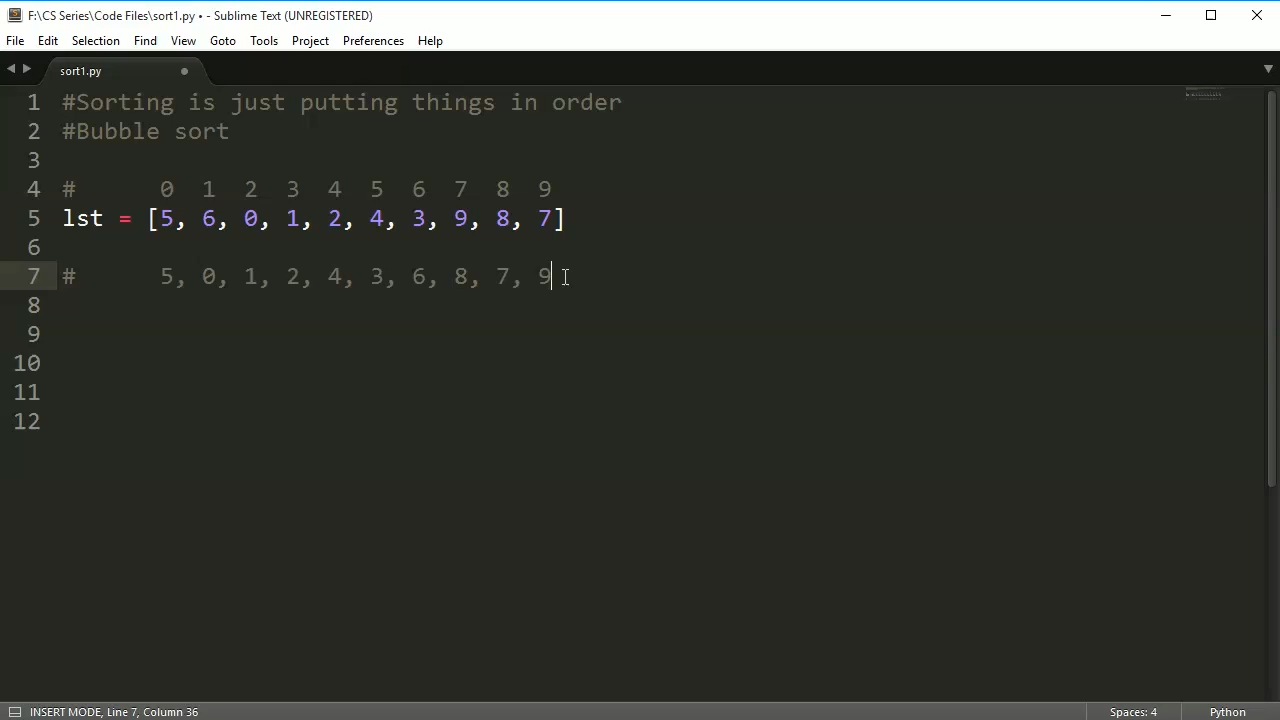 F:\CS Series\Code Files\sort1.py • - Sublime Text (UNREGISTERED)
File Edit Selection Find View Goto Tools Project Preferences Help
sort1.py
1 #Sorting is just putting things in order
2 #Bubble sort
3
4 #      0  1  2  3  4  5  6  7  8  9
5 lst = [5, 6, 0, 1, 2, 4, 3, 9, 8, 7]
6
7 #      5, 0, 1, 2, 4, 3, 6, 8, 7, 9
8
9
10
11
12
INSERT MODE, Line 7, Column 36 Spaces: 4 Python